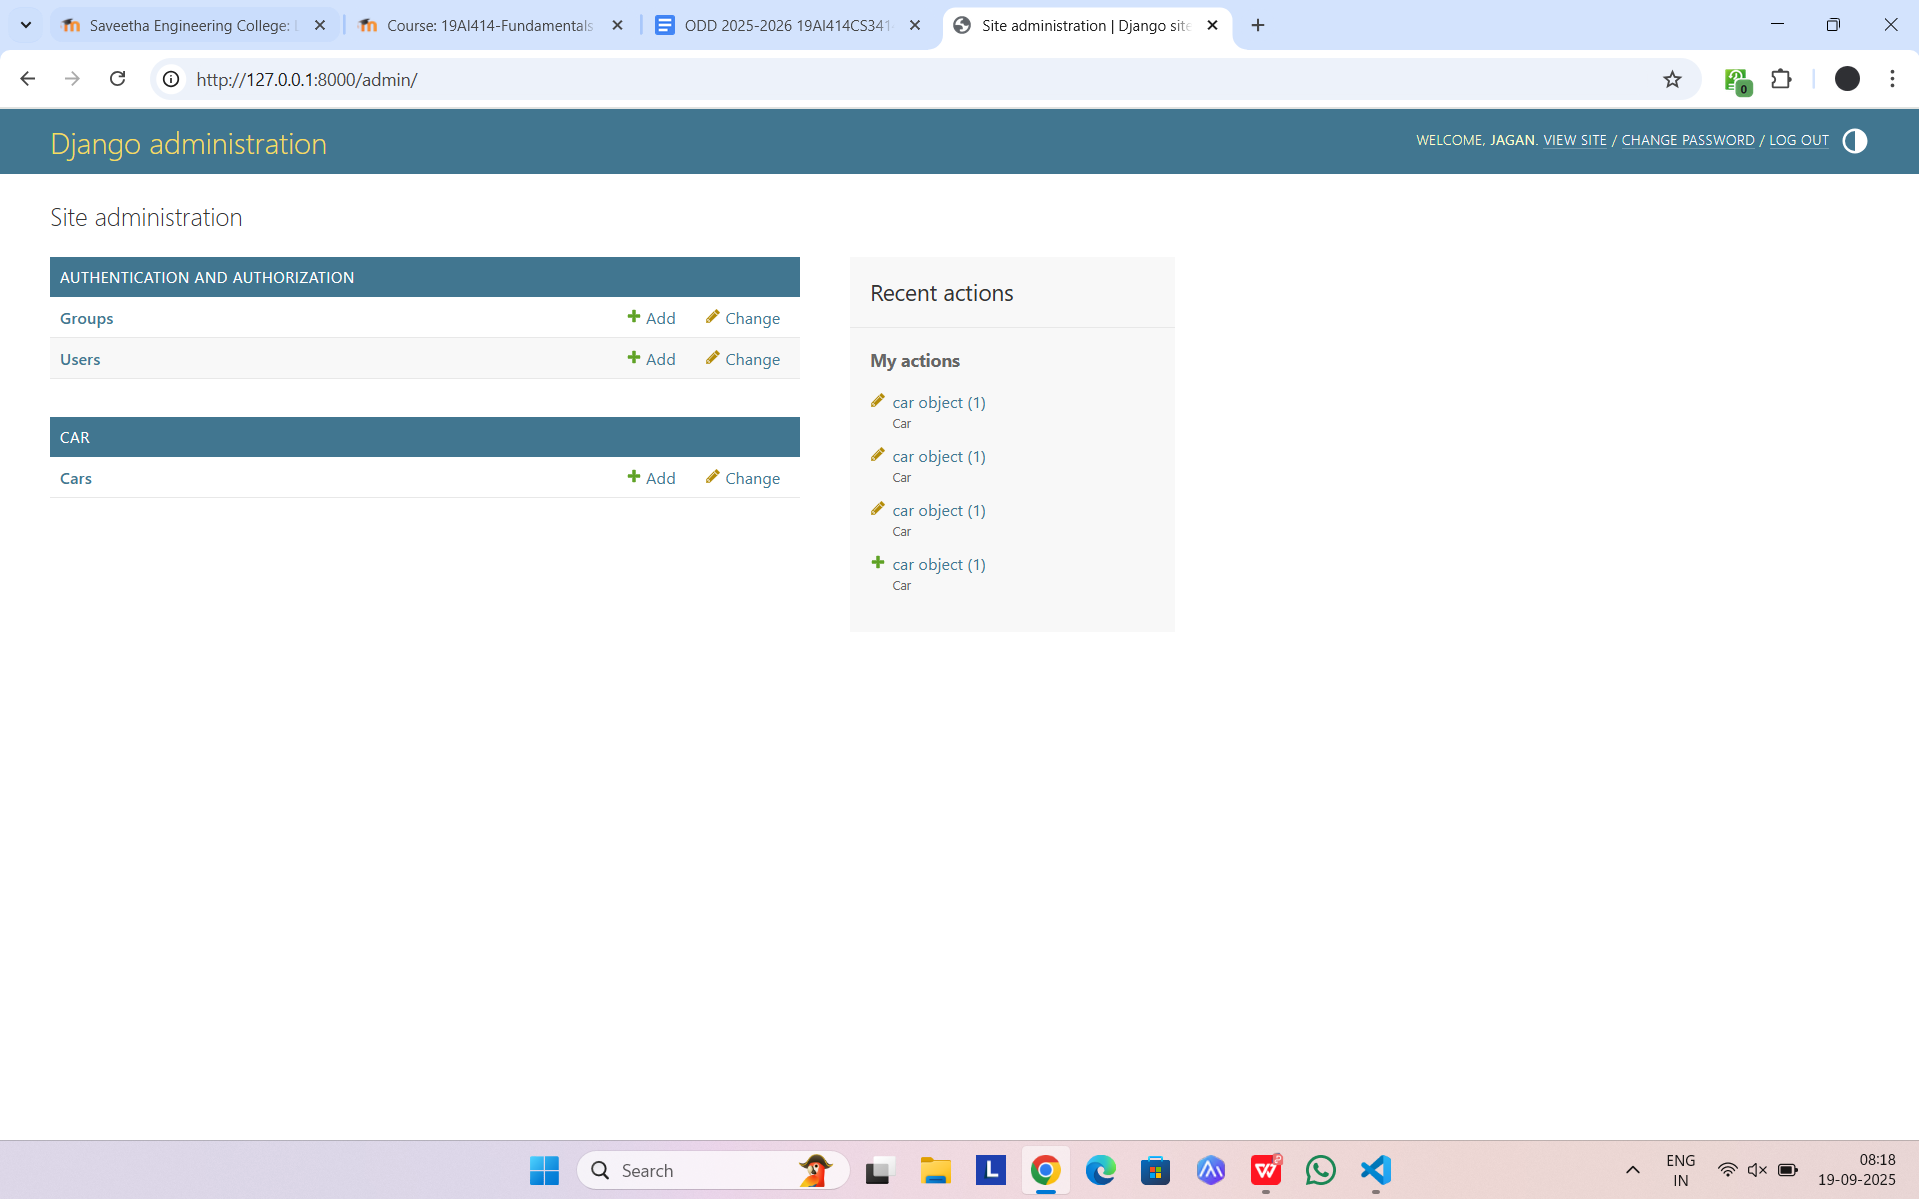 Saveetha Engineering College: L
Course: 19AI414-Fundamentals
ODD 2025-2026 19AI414CS341
Site administration | Django site
http://127.0.0.1:8000/admin/
0
Django administration
WELCOME, JAGAN. VIEW SITE / CHANGE PASSWORD / LOG OUT
Site administration
AUTHENTICATION AND AUTHORIZATION
Groups Add Change
Users Add Change
CAR
Cars Add Change
Recent actions
My actions
car object (1)
Car
car object (1)
Car
car object (1)
Car
car object (1)
Car
Search
L
W
ENG
IN
08:18
19-09-2025